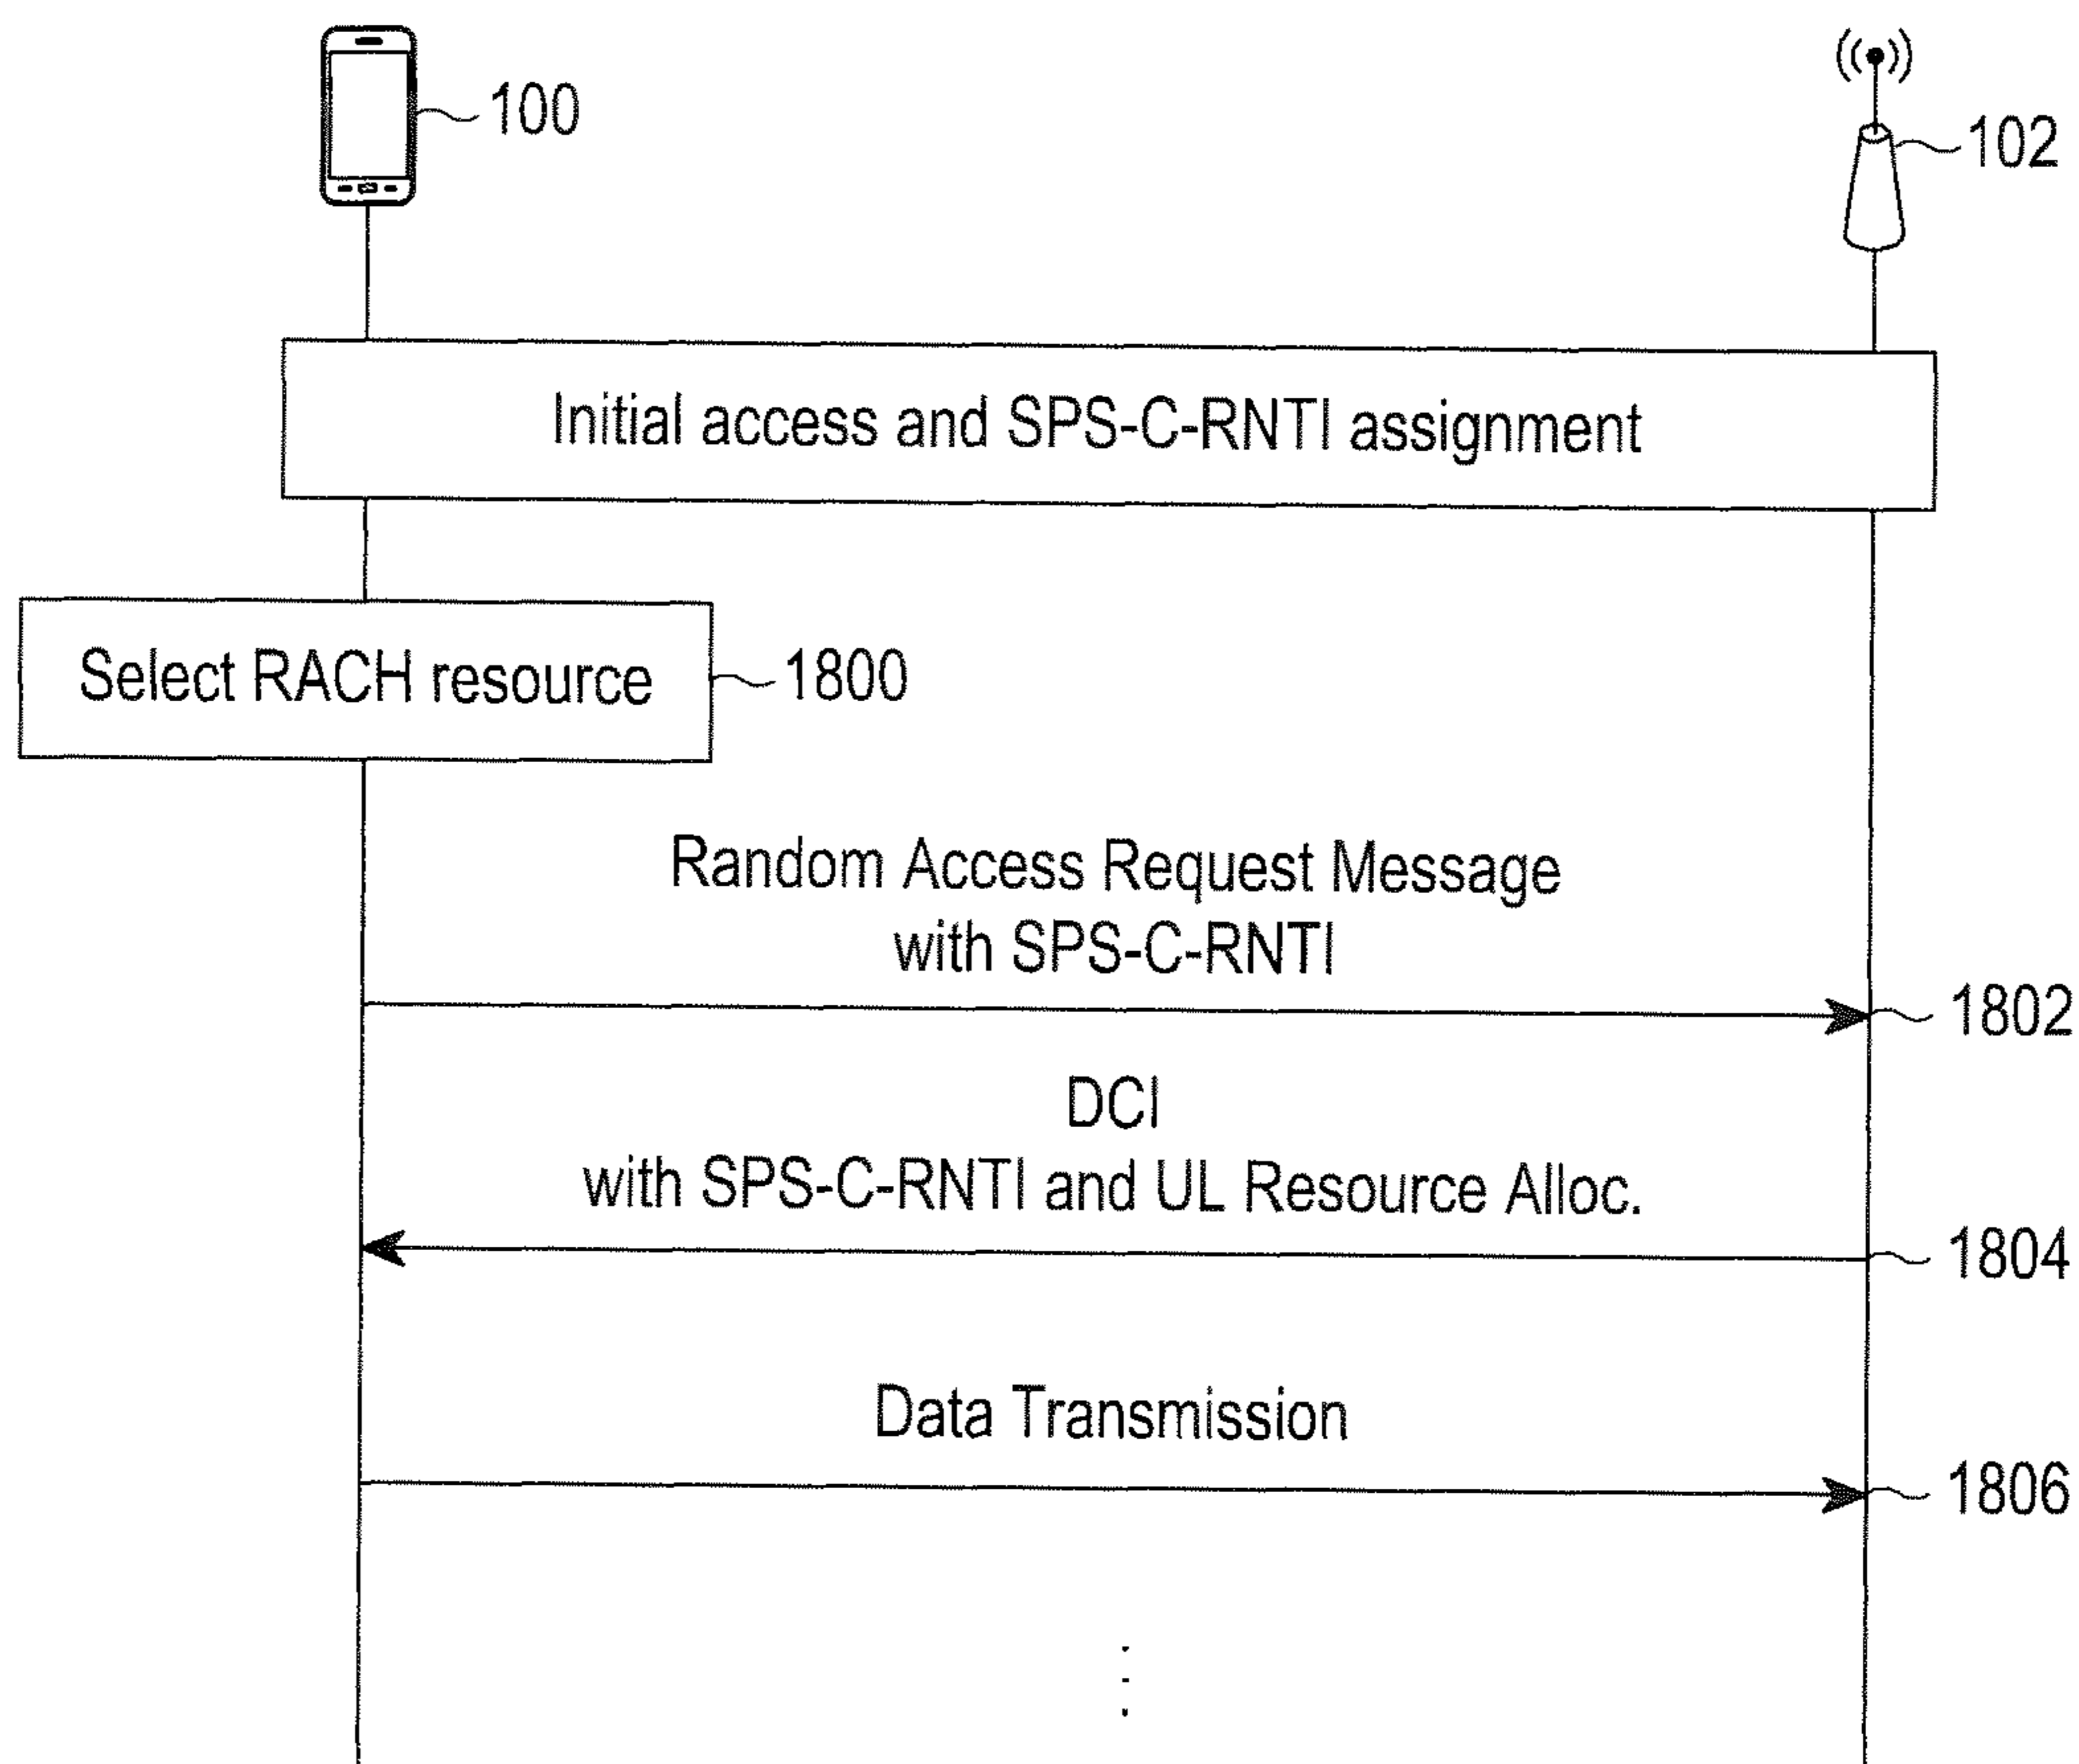 100
102
Initial access and SPS-C-RNTI assignment
Select RACH resource
1800
Random Access Request Message
with SPS-C-RNTI
1802
DCI
with SPS-C-RNTI and UL Resource Alloc.
1804
Data Transmission
1806